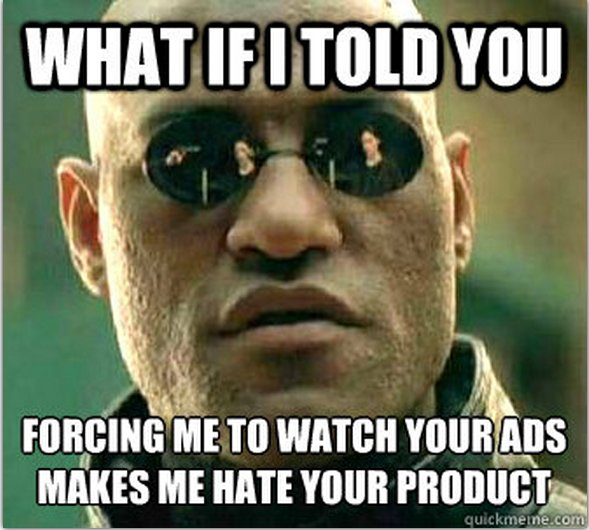 WHAT IF I TOLD YOU
FORCING ME TO WATCH YOUR ADS
MAKES ME HATE YOUR PRODUCT
quickmeme.com